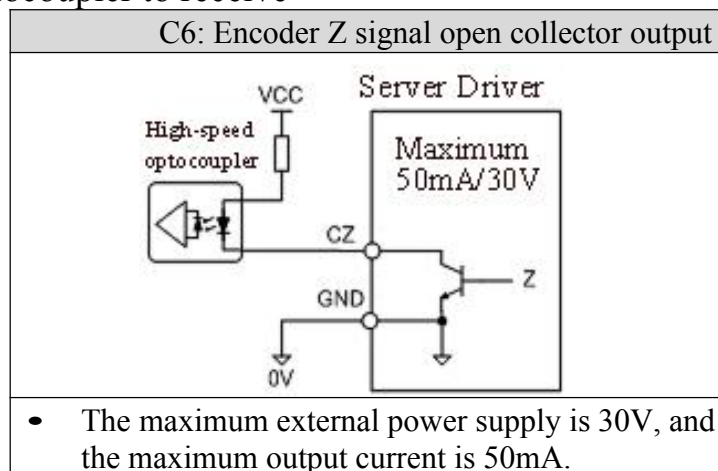 ocoupler to receive
C6: Encoder Z signal open collector output
VCC
Server Driver
High-speed
optocoupler
Maximum
50mA/30V
CZ
Z
GND
0V
• The maximum external power supply is 30V, and
the maximum output current is 50mA.